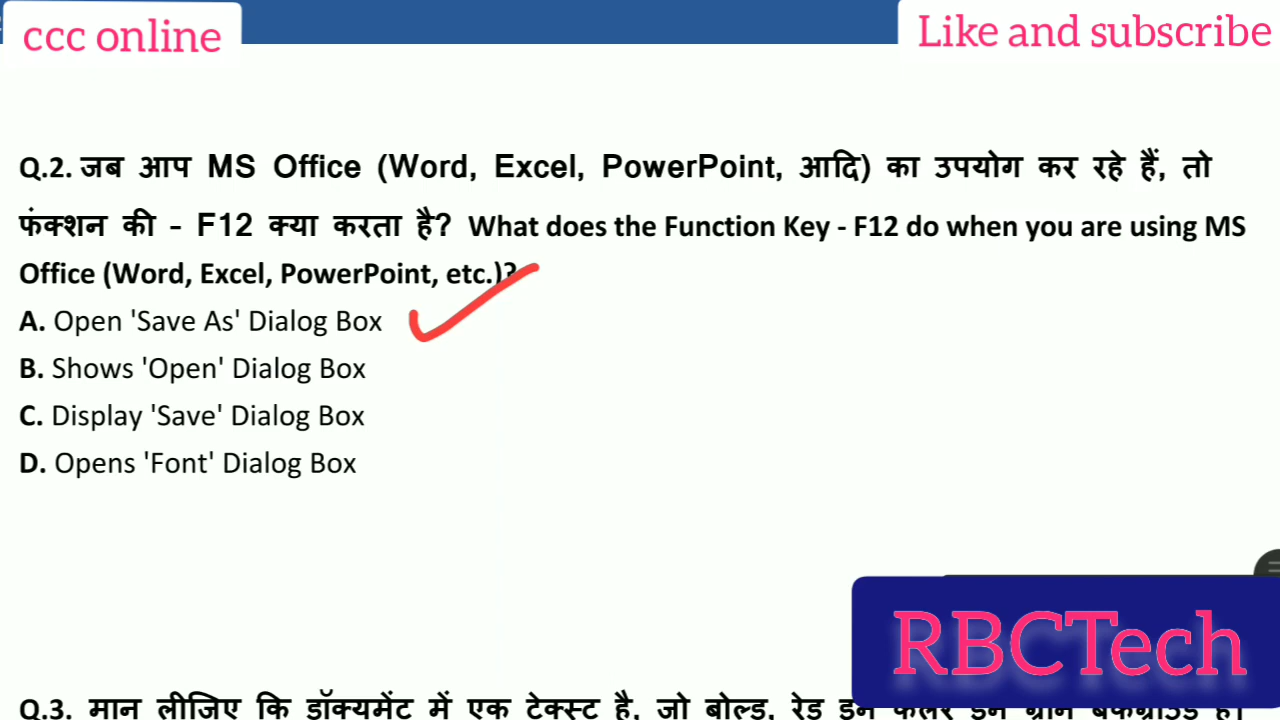 ccc online
Like and subscribe
Q.2. जब आप MS Office (Word, Excel, PowerPoint, आदि) का उपयोग कर रहे हैं, तो
फंक्शन की - F12 क्या करता है? What does the Function Key - F12 do when you are using MS
Office (Word, Excel, PowerPoint, etc.)?
A. Open 'Save As' Dialog Box
B. Shows 'Open' Dialog Box
C. Display 'Save' Dialog Box
D. Opens 'Font' Dialog Box
RBCTech
Q.3. मान लीजिए कि डॉक्यूमेंट में एक टेक्स्ट है, जो बोल्ड, रेड